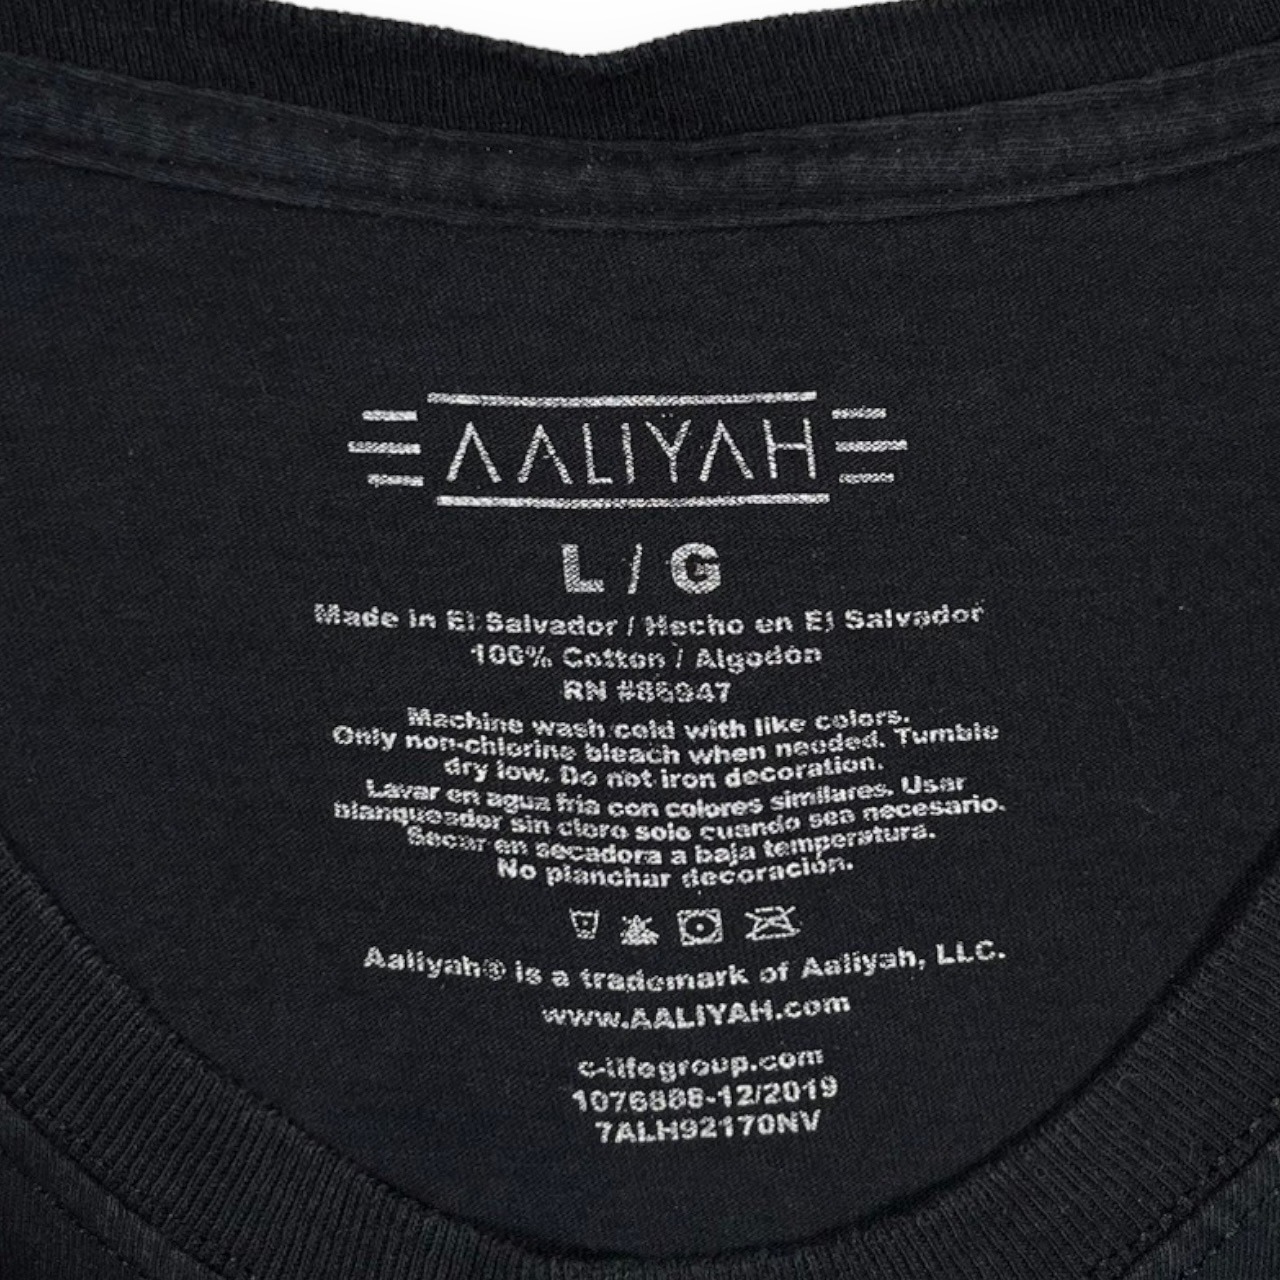 AALIYAH
L / G
Made in El Salvador / Hecho en El Salvador
100% Cotton / Algodón
RN #86947
Machine wash cold with like colors.
Only non-chlorine bleach when needed. Tumble
dry low. Do not iron decoration.
Lavar en agua fria con colores similares. Usar
blanqueador sin cloro solo cuando sea necesario.
Secar en secadora a baja temperatura.
No planchar decoración.
Aaliyah® is a trademark of Aaliyah, LLC.
www.AALIYAH.com
c-lifegroup.com
1076888-12/2019
7ALH92170NV